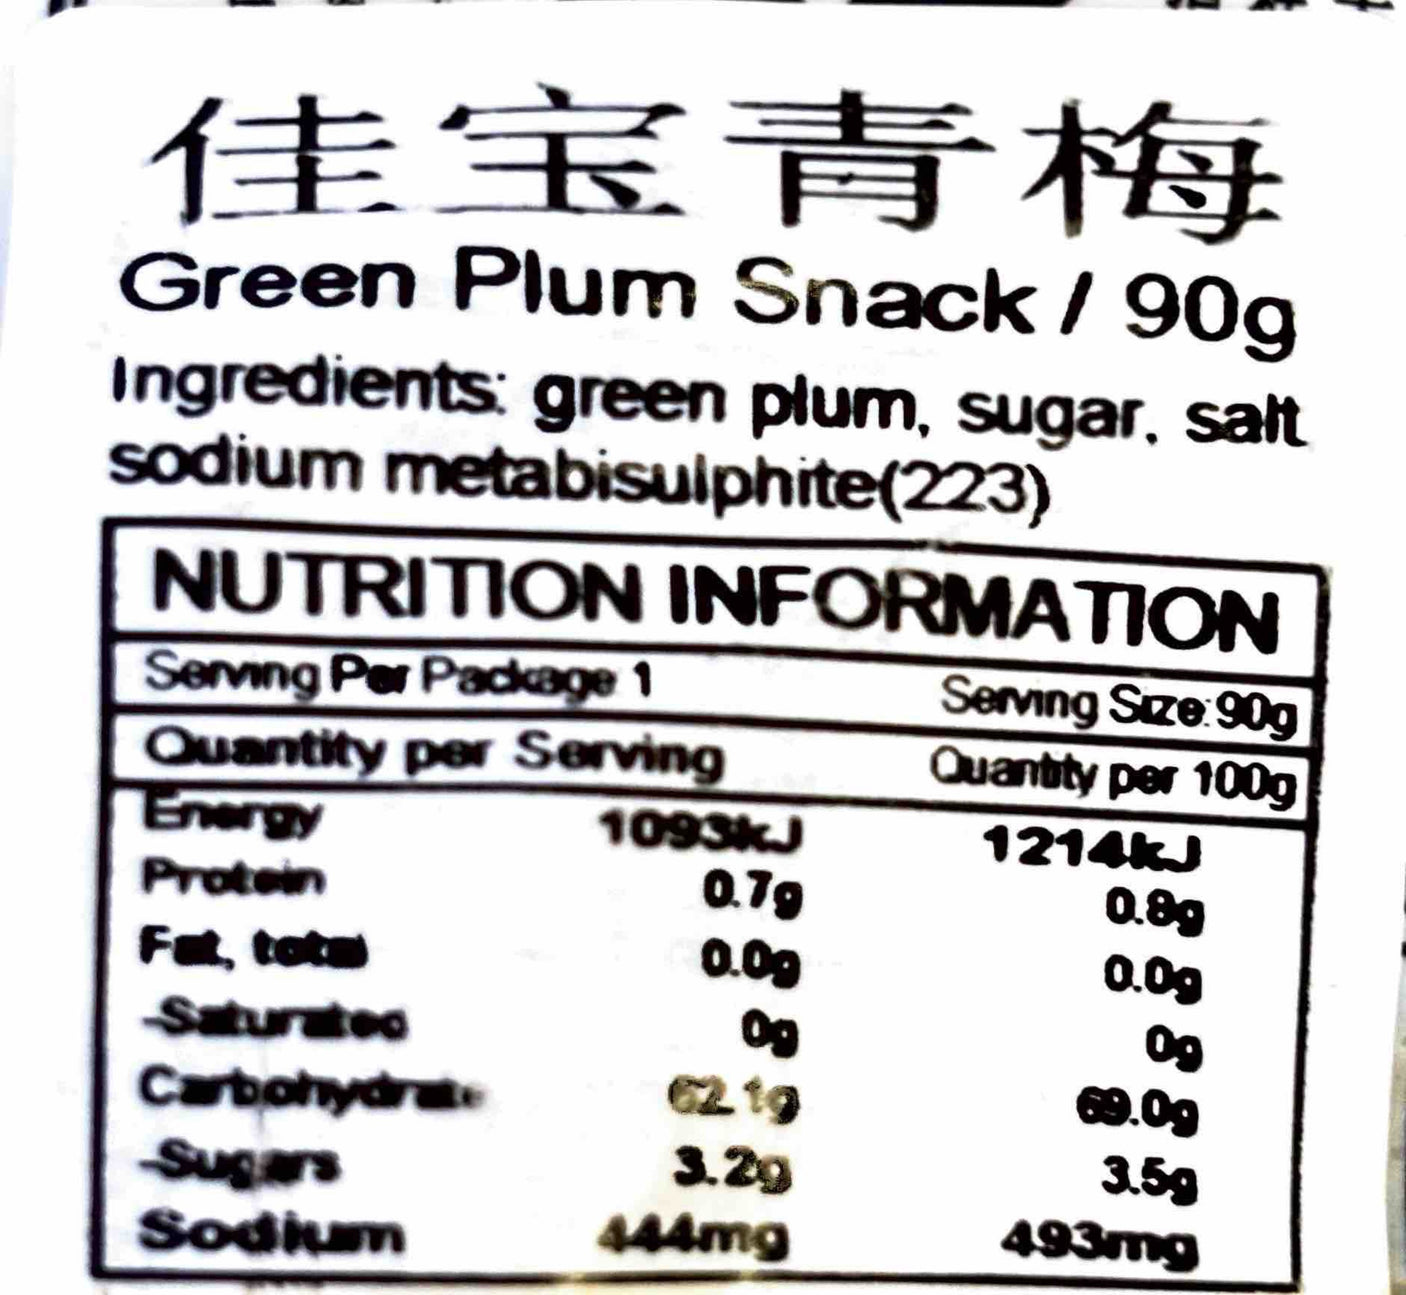 佳宝青梅
Green Plum Snack / 90g
Ingredients: green plum, sugar, salt
sodium metabisulphite(223)
NUTRITION INFORMATION
Serving Per Package 1 Serving Size:90g
Quantity per Serving Quantity per 100g
Energy 1093kJ 1214kJ
Protein 0.7g 0.8g
Fat, total 0.0g 0.0g
-Saturated 0g 0g
Carbohydrate 62.1g 69.0g
-Sugars 3.2g 3.5g
Sodium 444mg 493mg